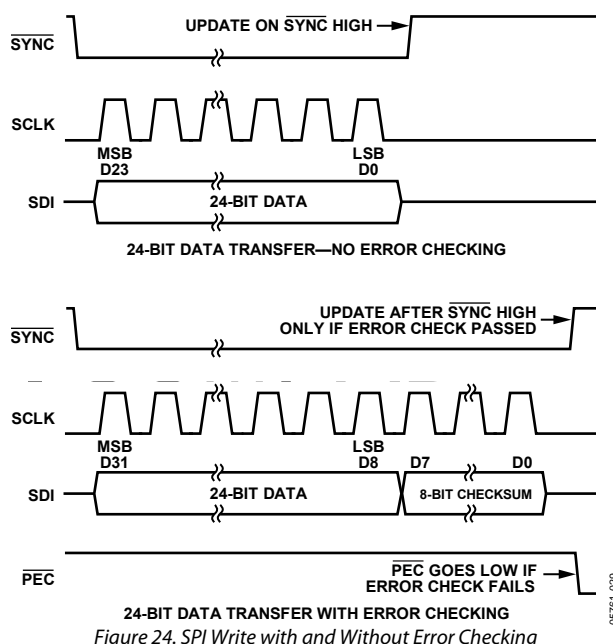 UPDATE ON SYNC HIGH
SYNC
SCLK
MSB LSB
D23 D0
SDI 24-BIT DATA
24-BIT DATA TRANSFER—NO ERROR CHECKING
UPDATE AFTER SYNC HIGH
ONLY IF ERROR CHECK PASSED
SYNC
SCLK
MSB LSB
D31 D8 D7 D0
SDI 24-BIT DATA 8-BIT CHECKSUM
PEC
PEC GOES LOW IF
ERROR CHECK FAILS
24-BIT DATA TRANSFER WITH ERROR CHECKING
Figure 24. SPI Write with and Without Error Checking